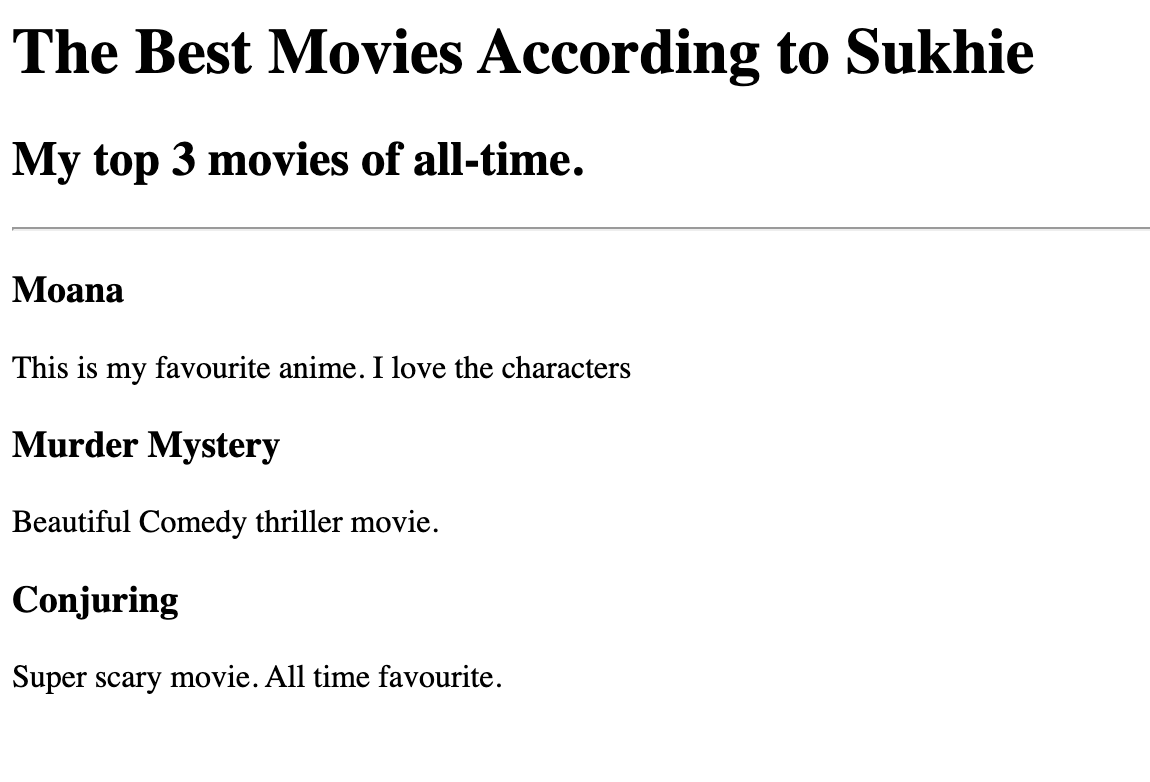 The Best Movies According to Sukhie
My top 3 movies of all-time.
Moana
This is my favourite anime. I love the characters
Murder Mystery
Beautiful Comedy thriller movie.
Conjuring
Super scary movie. All time favourite.